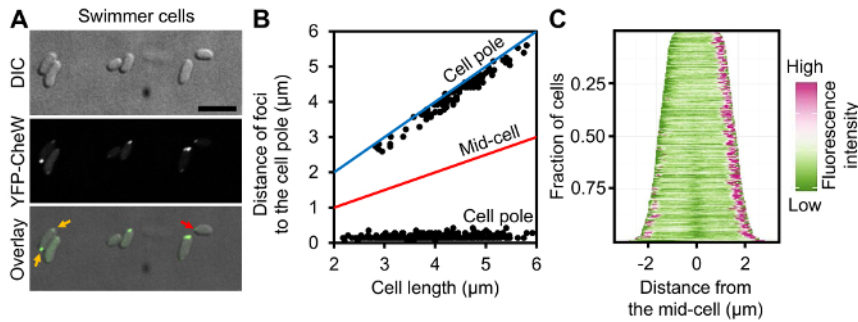 A
Swimmer cells
DIC
YFP-CheW
Overlay
B
Distance of foci
to the cell pole (µm)
6
5
4
3
2
1
0
Cell pole
Mid-cell
Cell pole
2
3
4
5
6
Cell length (µm)
C
Fraction of cells
0.25
0.50
0.75
-2
0
2
Distance from
the mid-cell (µm)
High
Low
Fluorescence
intensity